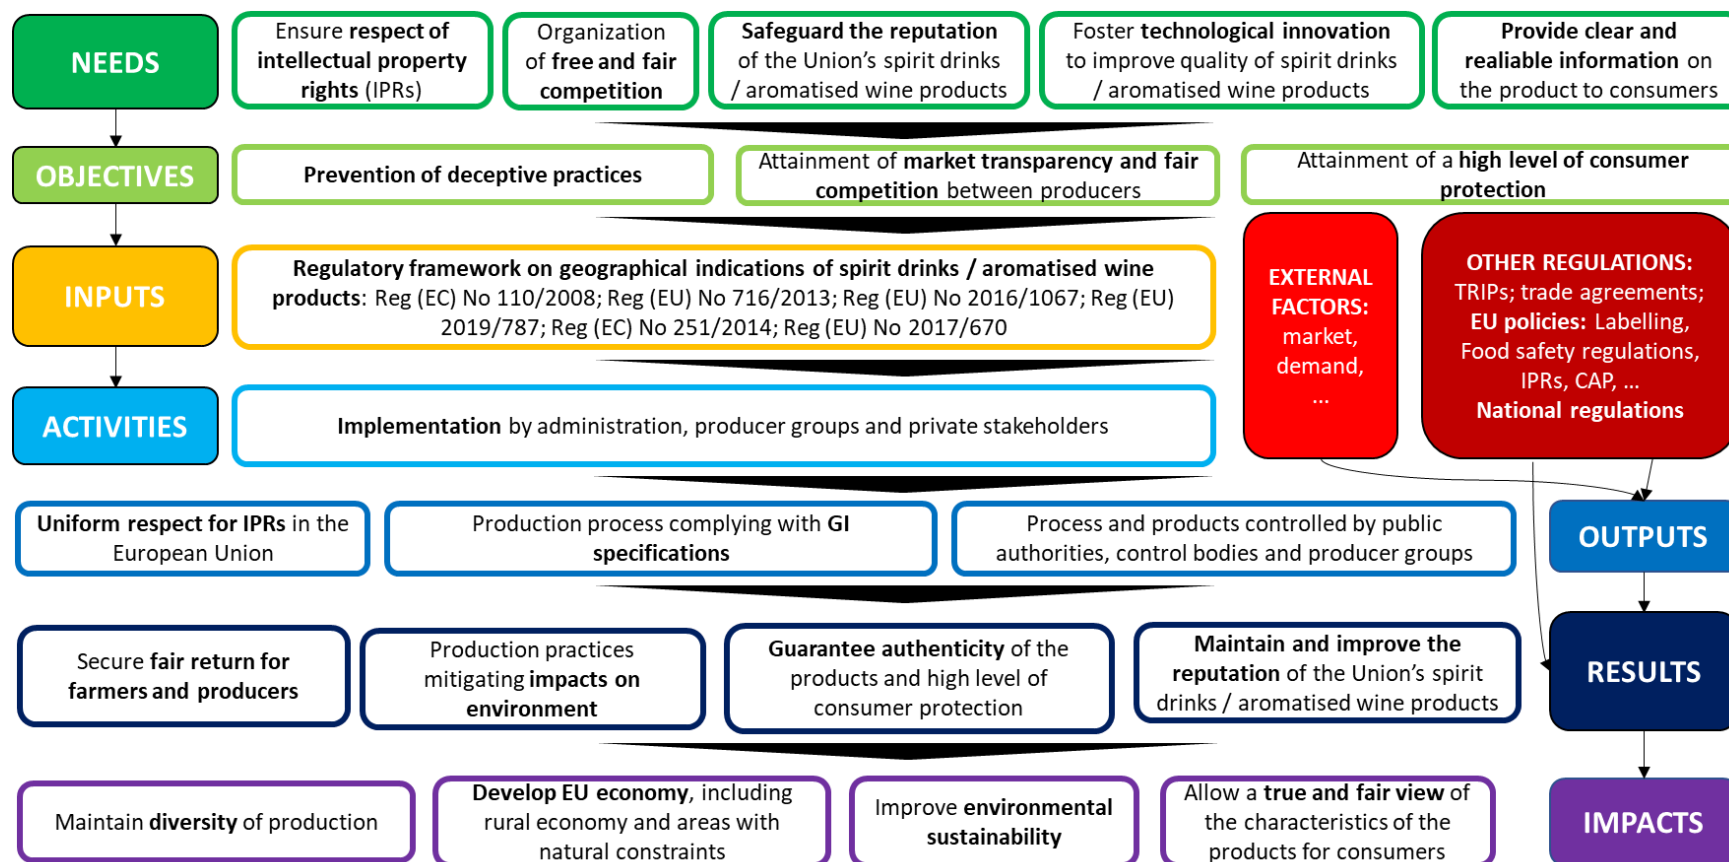 NEEDS
Ensure respect of
intellectual property
rights (IPRs)
Organization
of free and fair
competition
Safeguard the reputation
of the Union’s spirit drinks
/ aromatised wine products
Foster technological innovation
to improve quality of spirit drinks
/ aromatised wine products
Provide clear and
realiable information on
the product to consumers
OBJECTIVES
Prevention of deceptive practices
Attainment of market transparency and fair
competition between producers
Attainment of a high level of consumer
protection
INPUTS
Regulatory framework on geographical indications of spirit drinks / aromatised wine
products: Reg (EC) No 110/2008; Reg (EU) No 716/2013; Reg (EU) No 2016/1067; Reg (EU)
2019/787; Reg (EC) No 251/2014; Reg (EU) No 2017/670
EXTERNAL
FACTORS:
market,
demand,
...
OTHER REGULATIONS:
TRIPs; trade agreements;
EU policies: Labelling,
Food safety regulations,
IPRs, CAP, ...
National regulations
ACTIVITIES
Implementation by administration, producer groups and private stakeholders
Uniform respect for IPRs in the
European Union
Production process complying with GI
specifications
Process and products controlled by public
authorities, control bodies and producer groups
OUTPUTS
Secure fair return for
farmers and producers
Production practices
mitigating impacts on
environment
Guarantee authenticity of the
products and high level of
consumer protection
Maintain and improve the
reputation of the Union’s spirit
drinks / aromatised wine products
RESULTS
Maintain diversity of production
Develop EU economy, including
rural economy and areas with
natural constraints
Improve environmental
sustainability
Allow a true and fair view of
the characteristics of the
products for consumers
IMPACTS